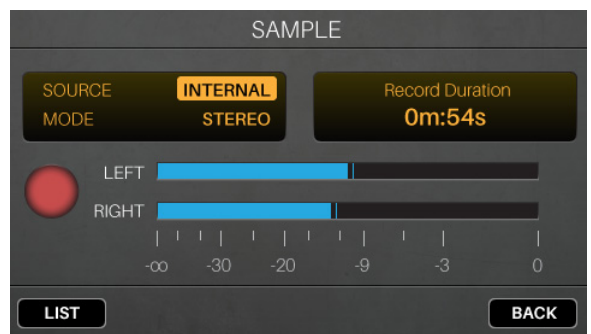 SAMPLE
SOURCE INTERNAL
MODE STEREO
Record Duration
0m:54s
LEFT
RIGHT
-∞ -30 -20 -9 -3 0
LIST BACK